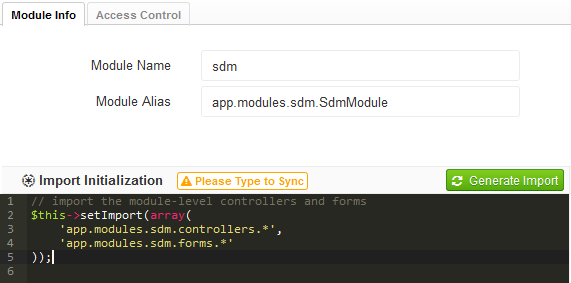 Module Info Access Control
Module Name sdm
Module Alias app.modules.sdm.SdmModule
Import Initialization Please Type to Sync Generate Import
1 // import the module-level controllers and forms
2 $this->setImport(array(
3     'app.modules.sdm.controllers.*',
4     'app.modules.sdm.forms.*'
5 ));
6